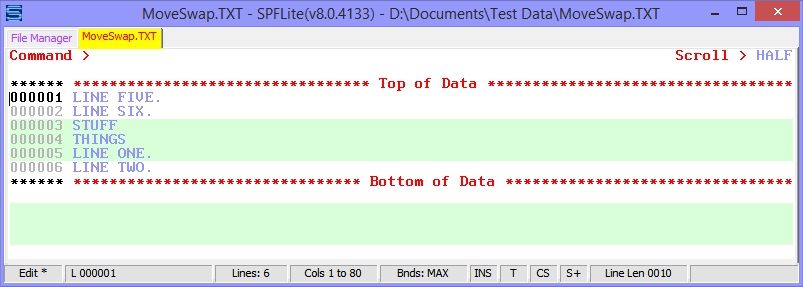 MoveSwap.TXT - SPFLite(v8.0.4133) - D:\Documents\Test Data\MoveSwap.TXT
File Manager MoveSwap.TXT
Command > Scroll > HALF
****** ******************************** Top of Data **********************************
000001 LINE FIVE.
000002 LINE SIX.
000003 STUFF
000004 THINGS
000005 LINE ONE.
000006 LINE TWO.
****** ******************************* Bottom of Data ********************************
Edit * L 000001 Lines: 6 Cols 1 to 80 Bnds: MAX INS T CS S+ Line Len 0010